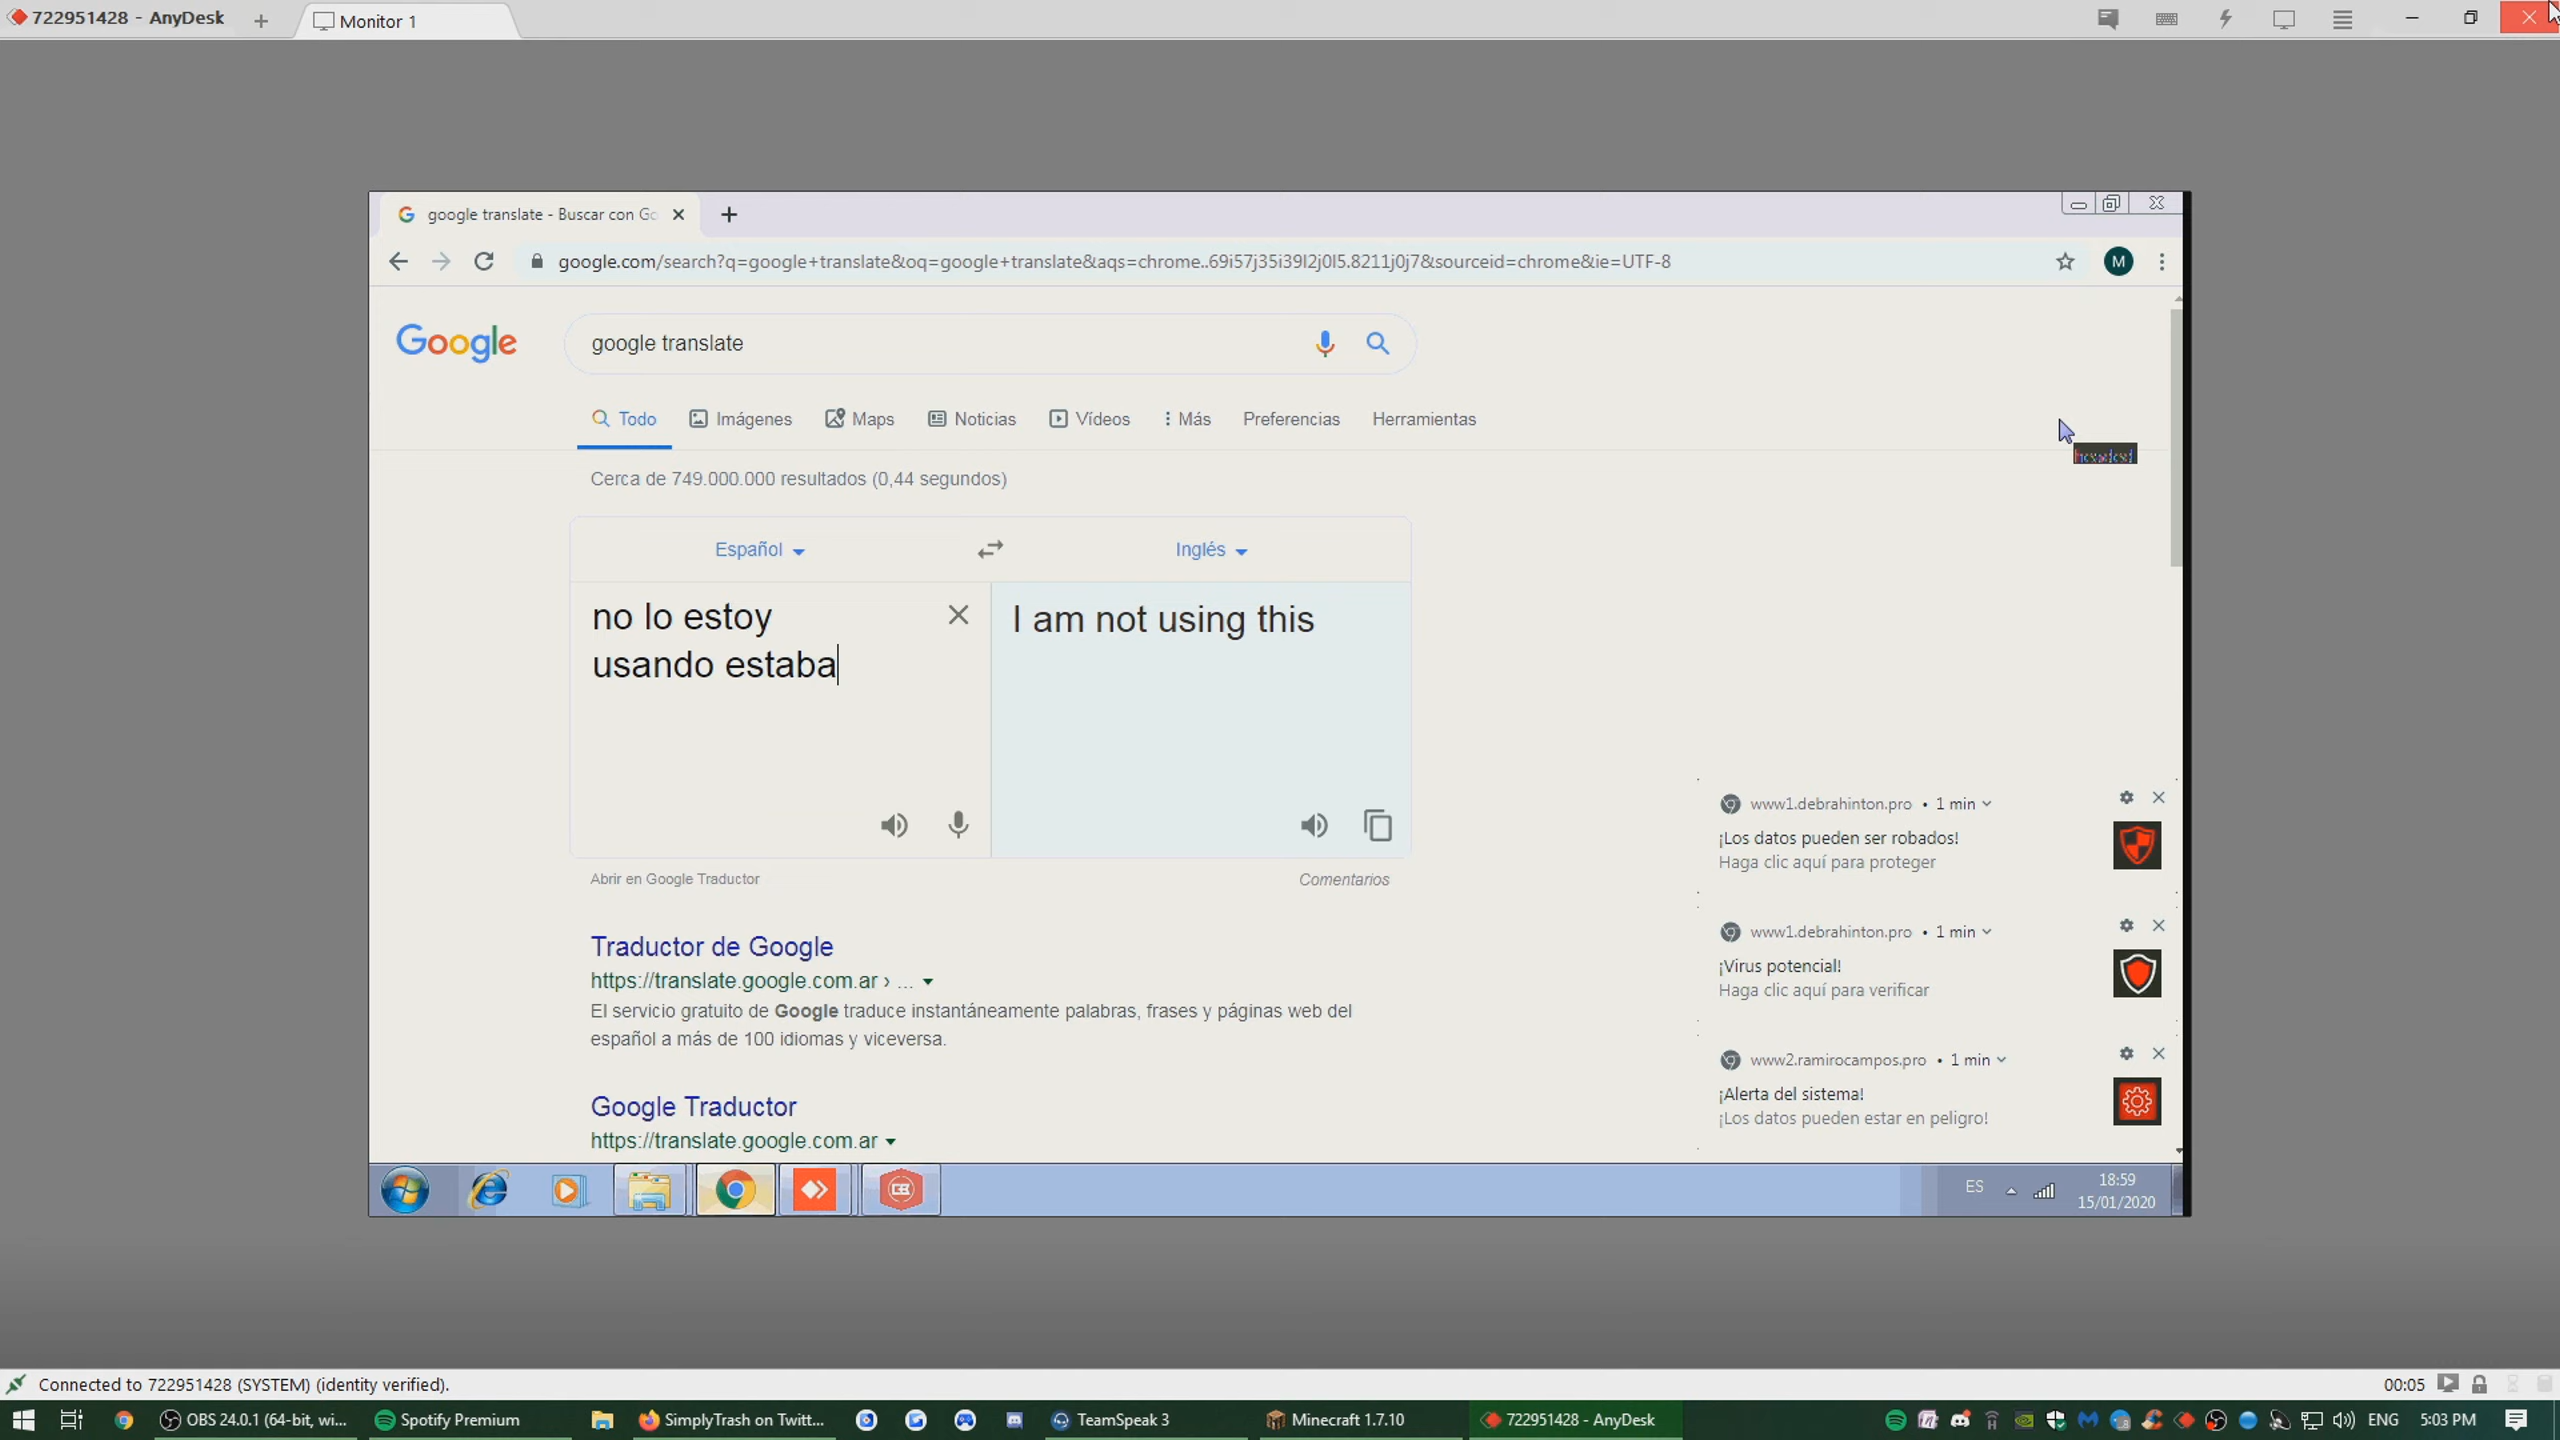 722951428 - AnyDesk
Monitor 1
google translate - Buscar con Go
google.com/search?q=google+translate&oq=google+translate&aqs=chrome..69i57j35i39l2j0l5.8211j0j7&sourceid=chrome&ie=UTF-8
M
Google
google translate
Todo
Imágenes
Maps
Noticias
Vídeos
Más
Preferencias
Herramientas
Cerca de 749.000.000 resultados (0,44 segundos)
Español
Inglés
no lo estoy
usando estaba
I am not using this
Abrir en Google Traductor
Comentarios
Traductor de Google
https://translate.google.com.ar › ...
El servicio gratuito de Google traduce instantáneamente palabras, frases y páginas web del
español a más de 100 idiomas y viceversa.
Google Traductor
https://translate.google.com.ar
www1.debrahinton.pro • 1 min
¡Los datos pueden ser robados!
Haga clic aquí para proteger
www1.debrahinton.pro • 1 min
¡Virus potencial!
Haga clic aquí para verificar
www2.ramirocampos.pro • 1 min
¡Alerta del sistema!
¡Los datos pueden estar en peligro!
ES
18:59
15/01/2020
Connected to 722951428 (SYSTEM) (identity verified).
00:05
OBS 24.0.1 (64-bit, wi...
Spotify Premium
SimplyTrash on Twitt...
TeamSpeak 3
Minecraft 1.7.10
722951428 - AnyDesk
ENG
5:03 PM